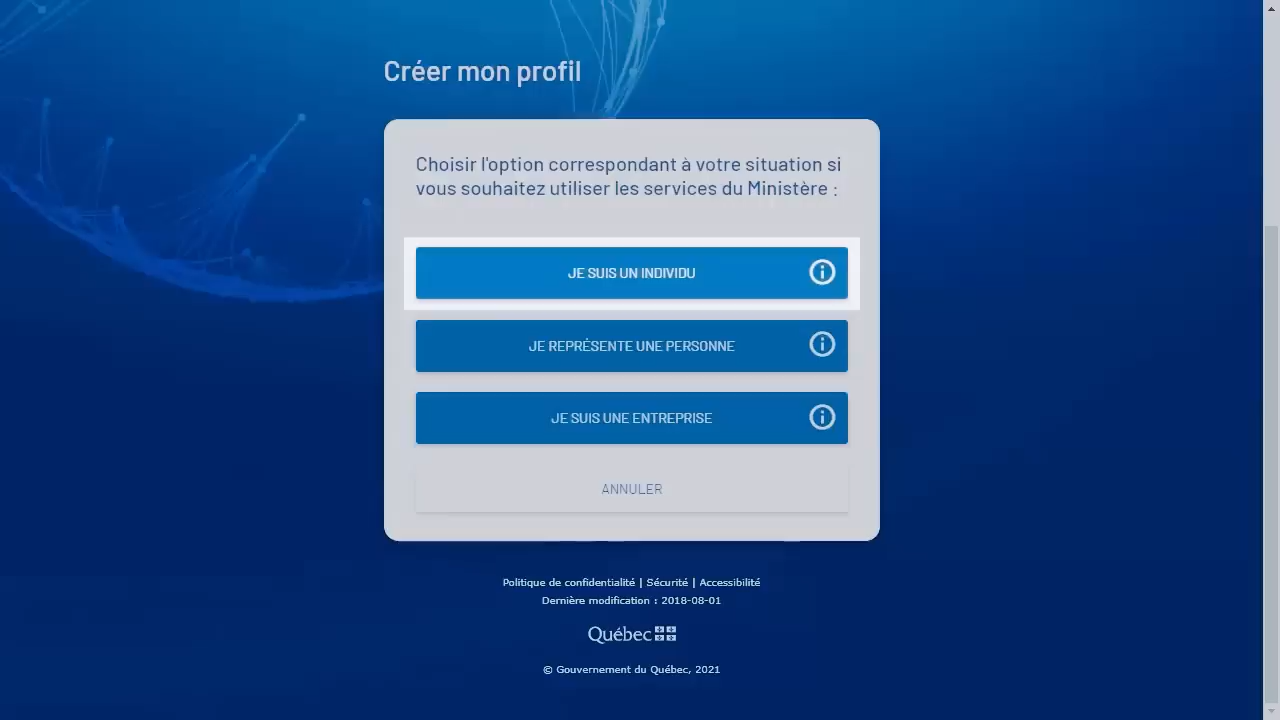 Créer mon profil
Choisir l'option correspondant à votre situation si
vous souhaitez utiliser les services du Ministère :
JE SUIS UN INDIVIDU
JE REPRÉSENTE UNE PERSONNE
JE SUIS UNE ENTREPRISE
ANNULER
Politique de confidentialité | Sécurité | Accessibilité
Dernière modification : 2018-08-01
Québec
© Gouvernement du Québec, 2021